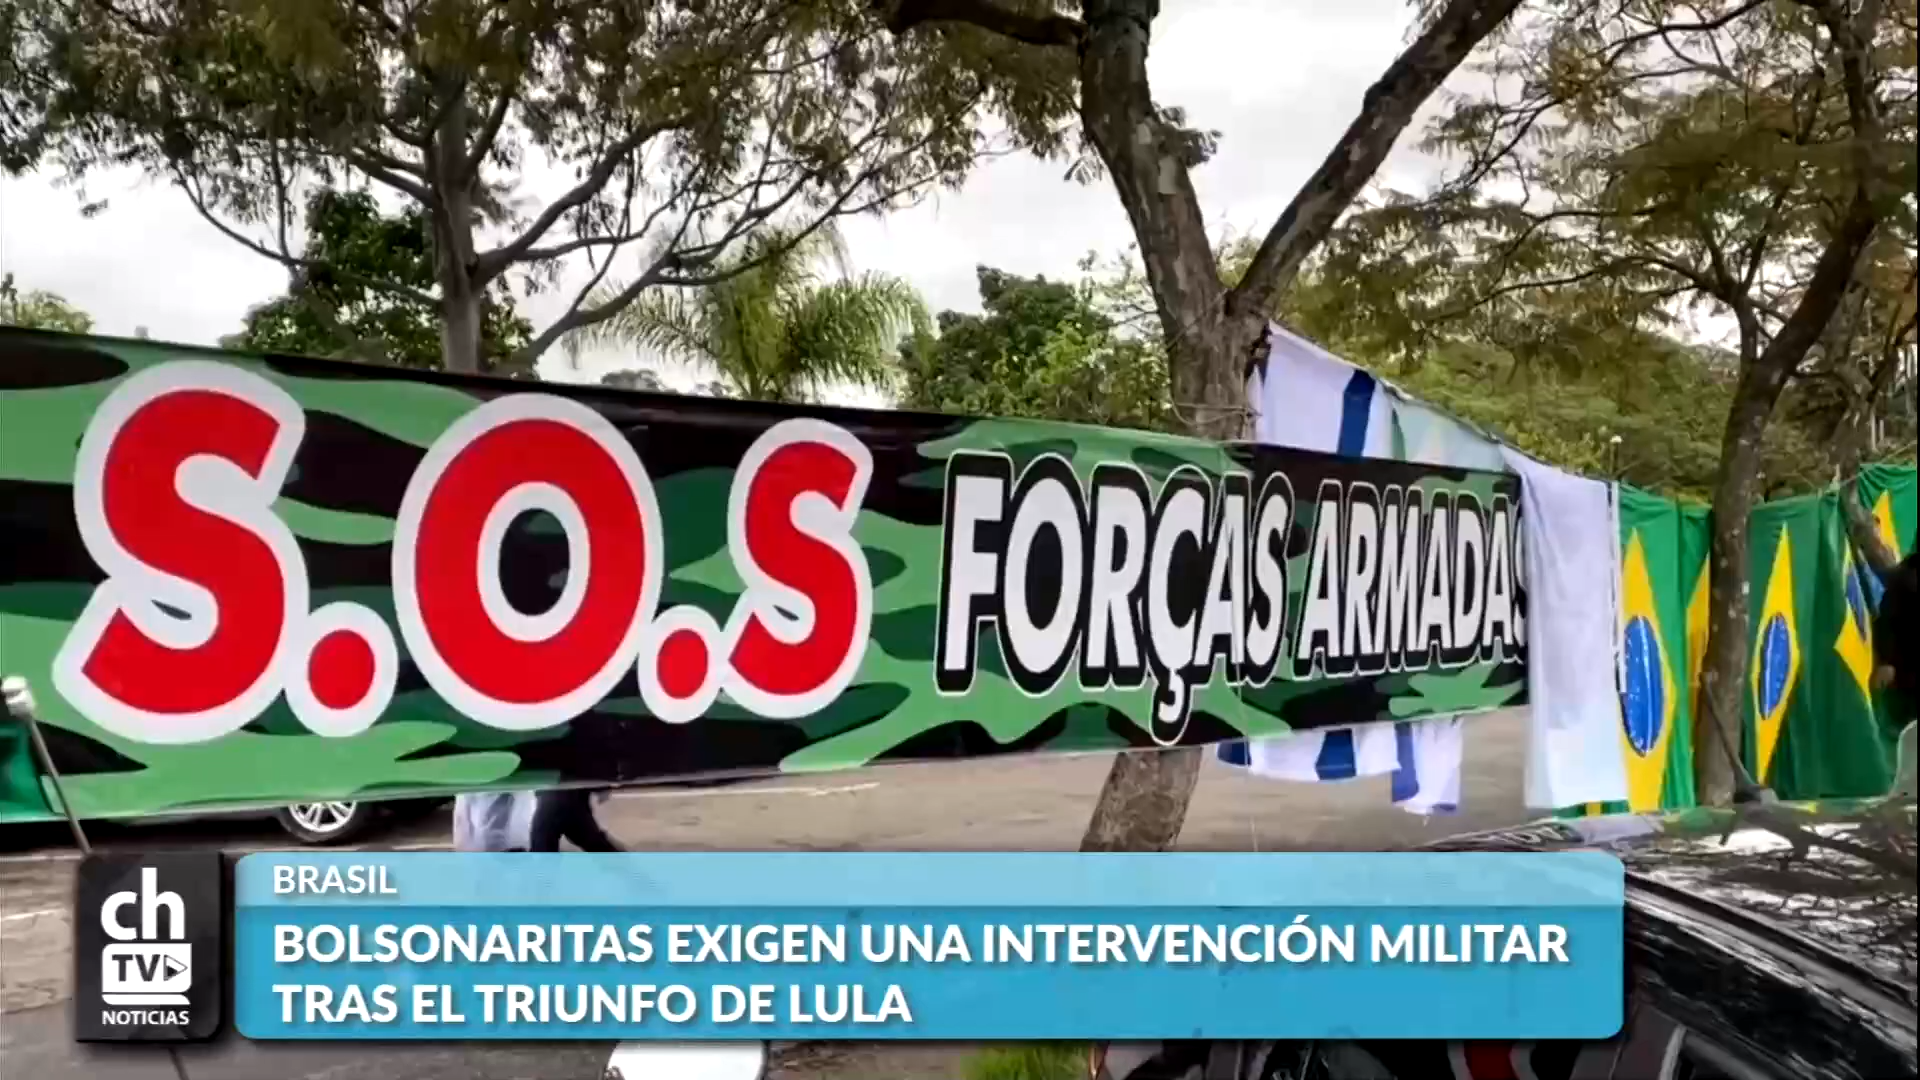 S.O.S FORÇAS ARMADAS
ch
TV
NOTICIAS
BRASIL
BOLSONARITAS EXIGEN UNA INTERVENCIÓN MILITAR
TRAS EL TRIUNFO DE LULA